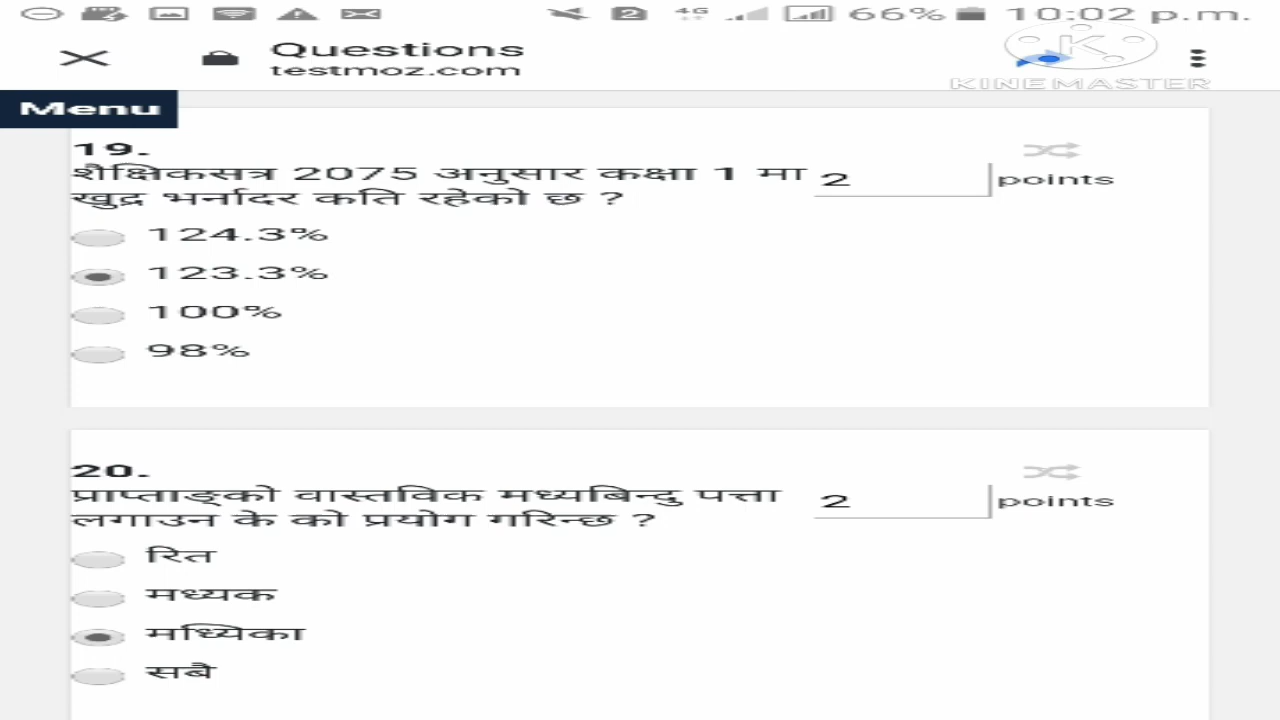 2 4G 66% 10:02 p.m.
Questions
testmoz.com
K
KINEMASTER
Menu
19.
शैक्षिकसत्र 2075 अनुसार कक्षा 1 मा
खुद्र भर्नादर कति रहेको छ ?
2 points
124.3%
123.3%
100%
98%
20.
प्राप्ताङ्को वास्तविक मध्यबिन्दु पत्ता
लगाउन के को प्रयोग गरिन्छ ?
2 points
रित
मध्यक
मध्यिका
सबै